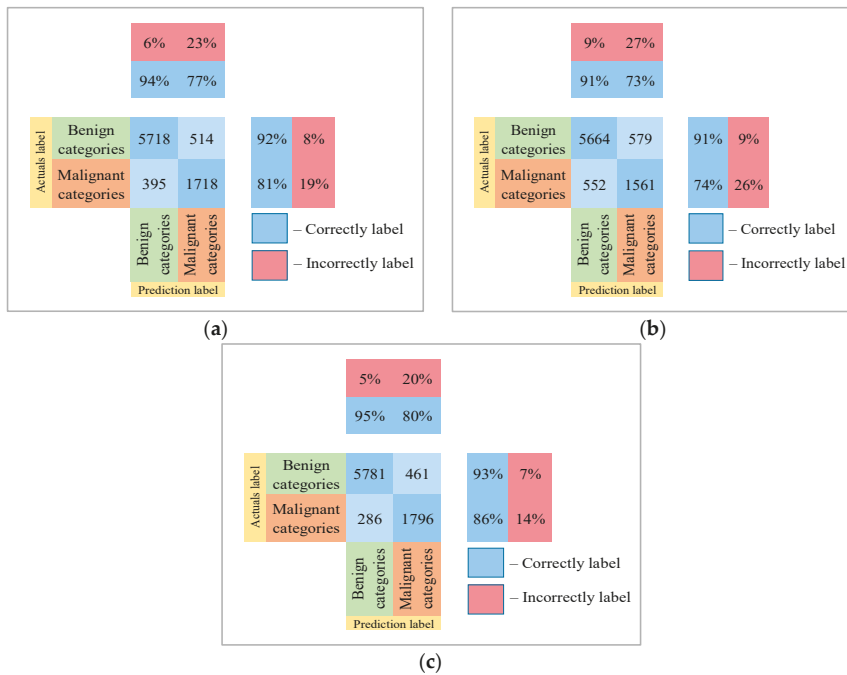 6% 23%
94% 77%
Actuals label
Benign categories 5718 514 92% 8%
Malignant categories 395 1718 81% 19%
Benign categories
Malignant categories
– Correctly label
– Incorrectly label
Prediction label
(a)
9% 27%
91% 73%
Actuals label
Benign categories 5664 579 91% 9%
Malignant categories 552 1561 74% 26%
Benign categories
Malignant categories
– Correctly label
– Incorrectly label
Prediction label
(b)
5% 20%
95% 80%
Actuals label
Benign categories 5781 461 93% 7%
Malignant categories 286 1796 86% 14%
Benign categories
Malignant categories
– Correctly label
– Incorrectly label
Prediction label
(c)